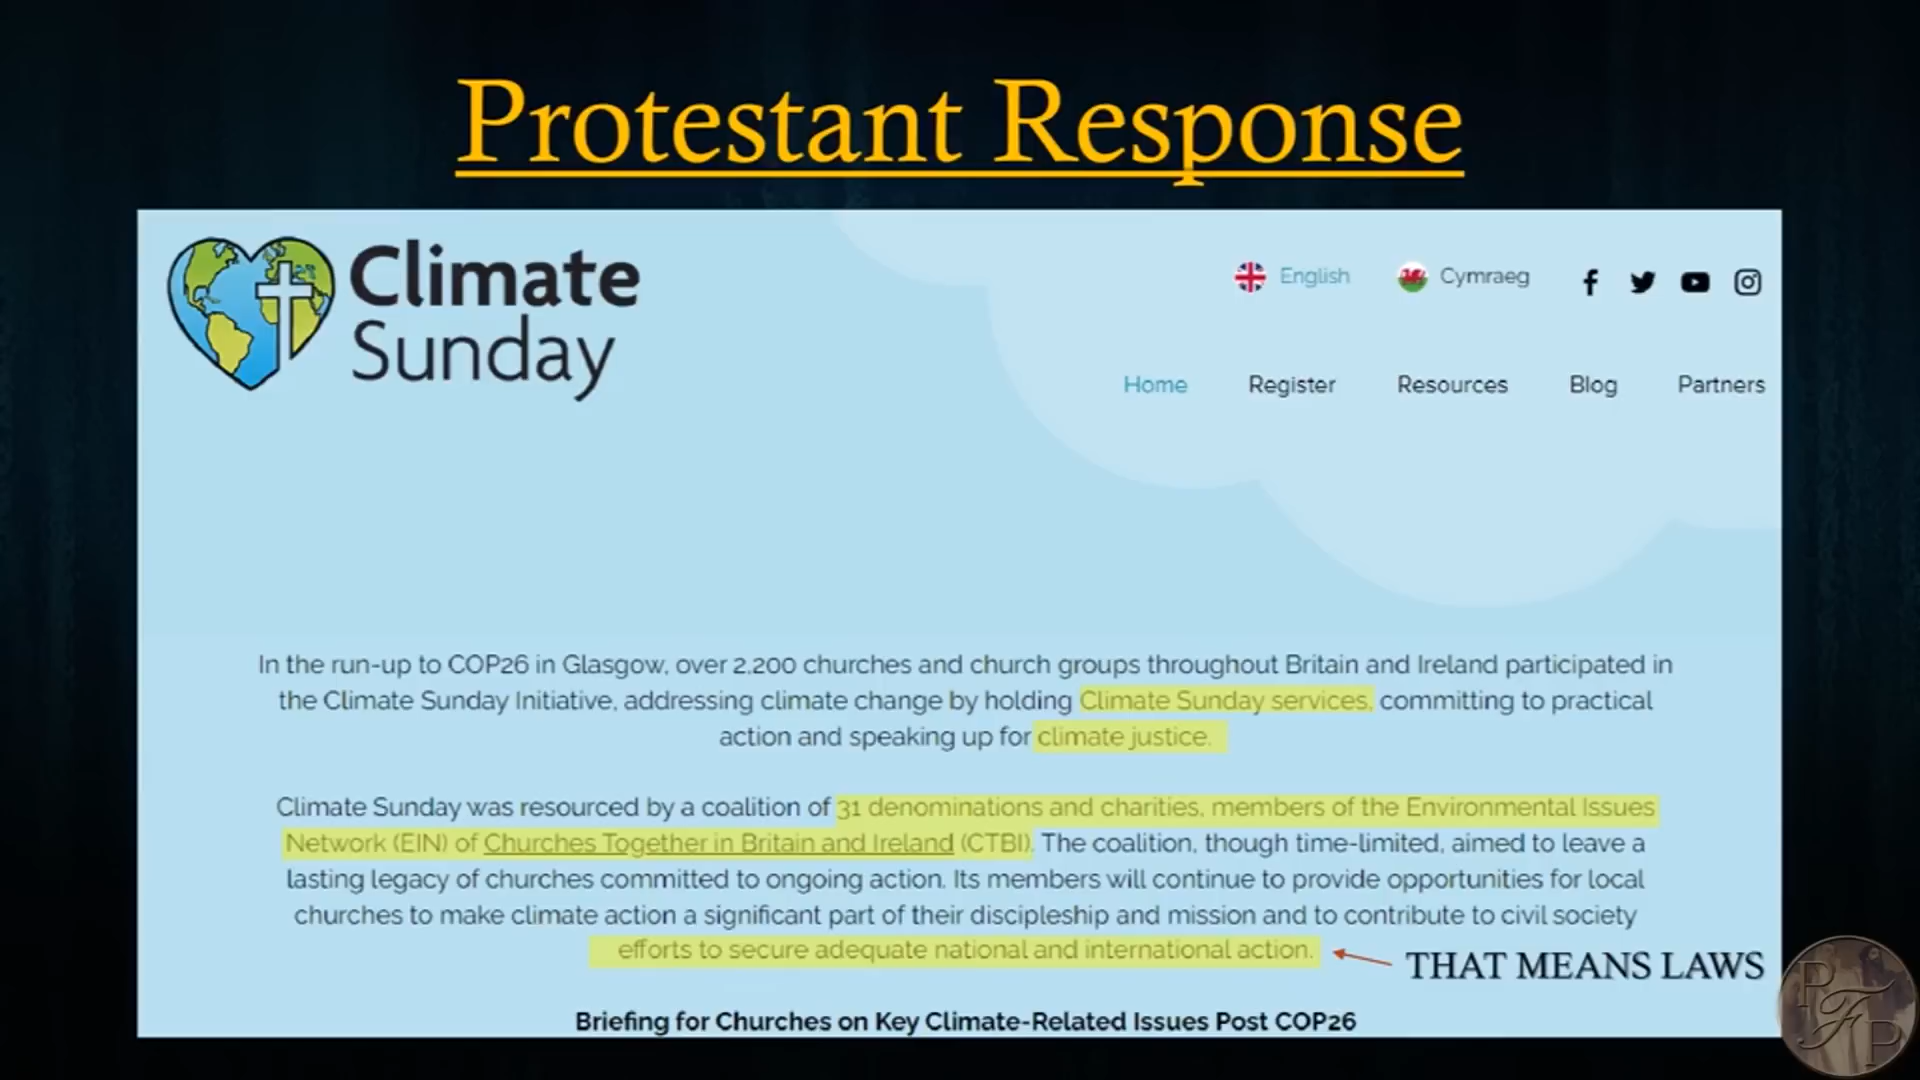 Protestant Response
Climate
Sunday
English
Cymraeg
Home
Register
Resources
Blog
Partners
In the run-up to COP26 in Glasgow, over 2,200 churches and church groups throughout Britain and Ireland participated in
the Climate Sunday Initiative, addressing climate change by holding Climate Sunday services, committing to practical
action and speaking up for climate justice.
Climate Sunday was resourced by a coalition of 31 denominations and charities, members of the Environmental Issues
Network (EIN) of Churches Together in Britain and Ireland (CTBI). The coalition, though time-limited, aimed to leave a
lasting legacy of churches committed to ongoing action. Its members will continue to provide opportunities for local
churches to make climate action a significant part of their discipleship and mission and to contribute to civil society
efforts to secure adequate national and international action.
THAT MEANS LAWS
Briefing for Churches on Key Climate-Related Issues Post COP26
PFP